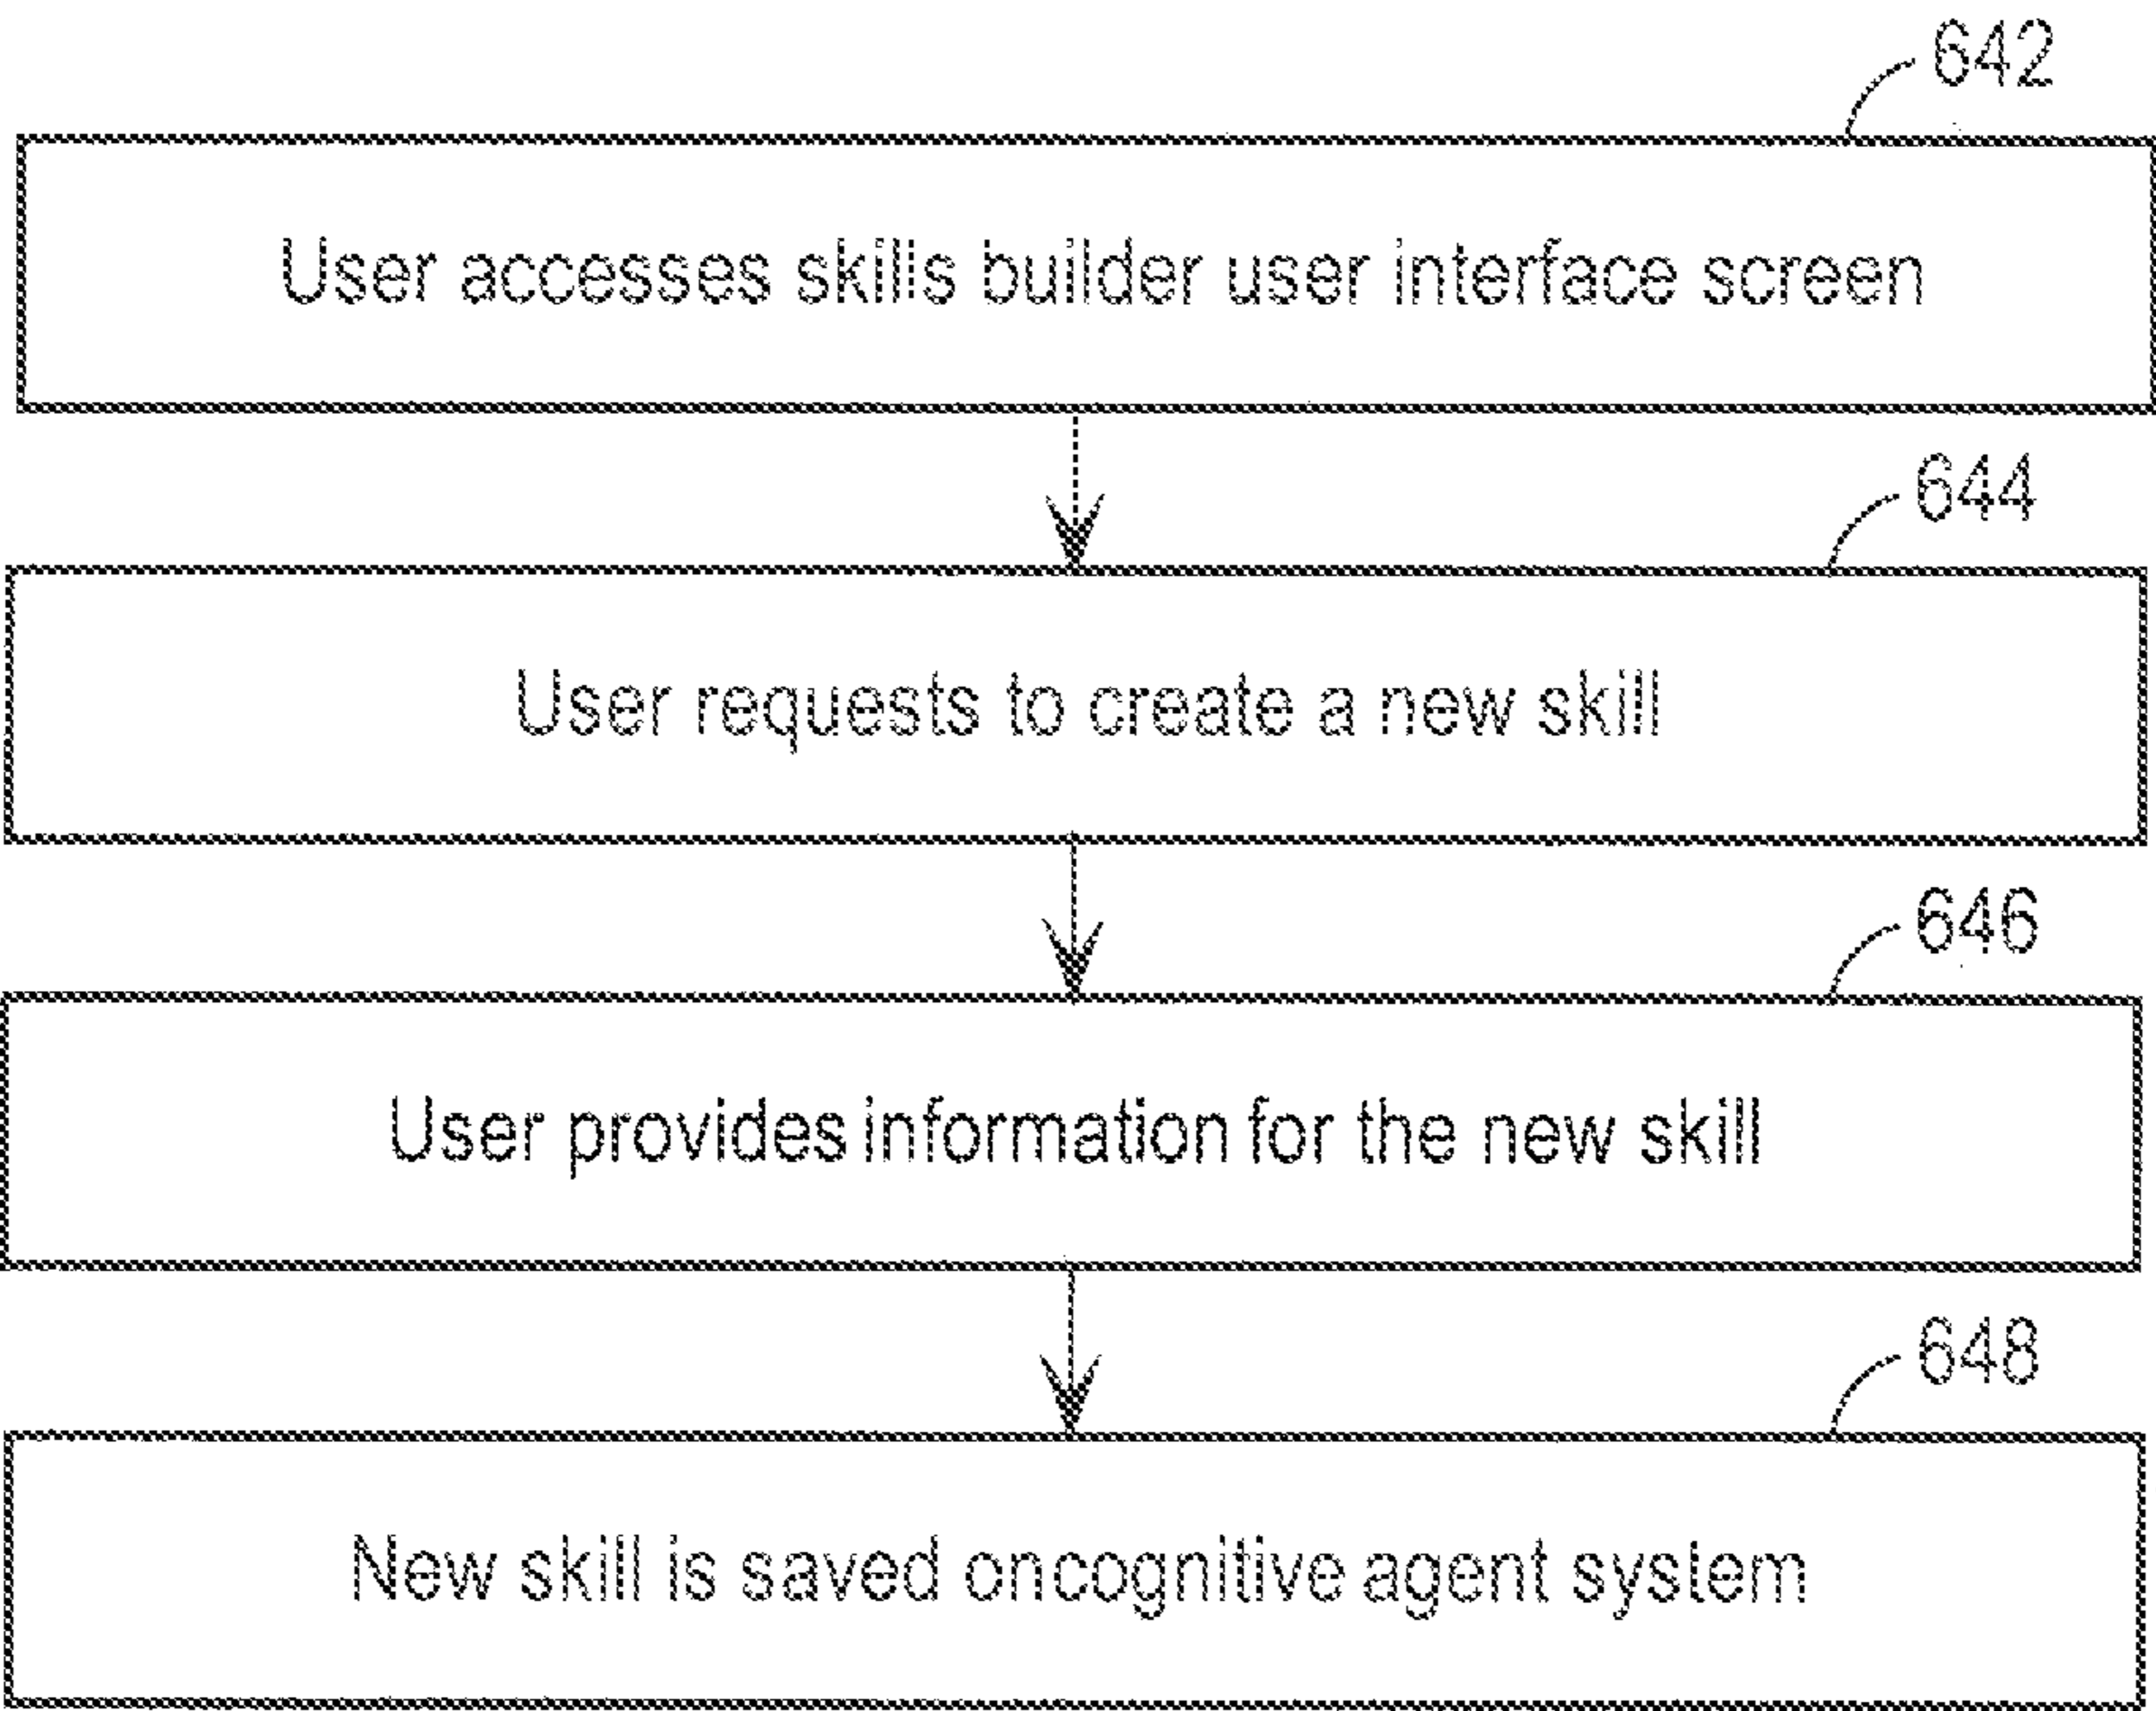 642
User accesses skills builder user interface screen
644
User requests to create a new skill
646
User provides information for the new skill
648
New skill is saved oncognitive agent system